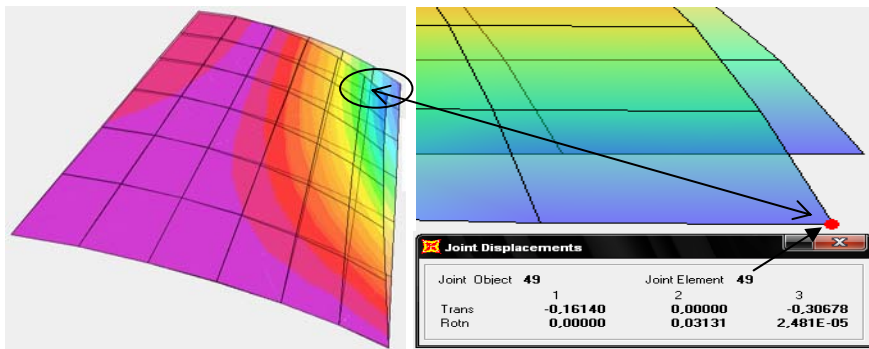 Joint Displacements
Joint Object 49 Joint Element 49
1 2 3
Trans -0,16140 0,00000 -0,30678
Rotn 0,00000 0,03131 2,481E-05